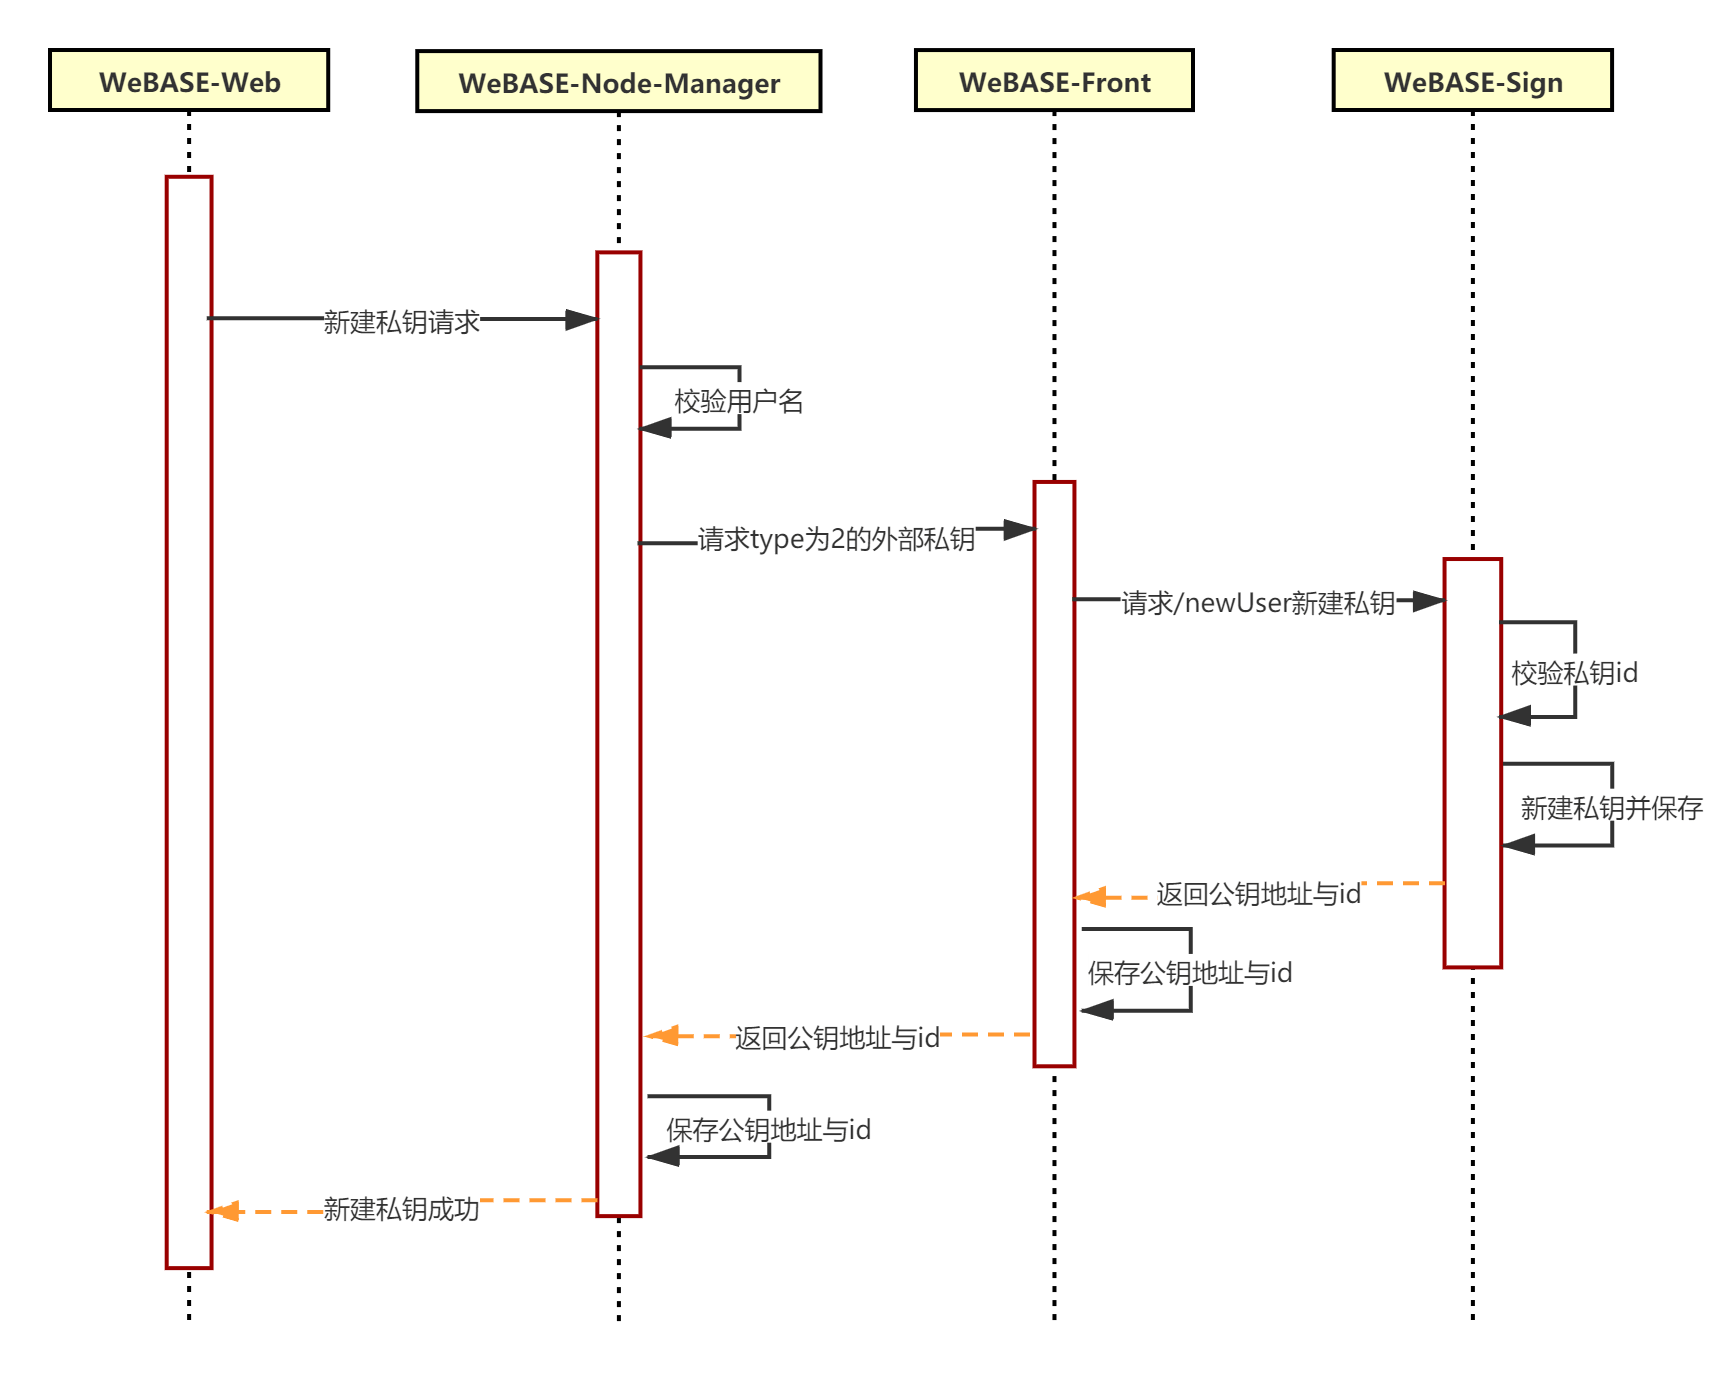 WeBASE-Web
WeBASE-Node-Manager
WeBASE-Front
WeBASE-Sign
新建私钥请求
校验用户名
请求type为2的外部私钥
请求/newUser新建私钥
校验私钥id
新建私钥并保存
返回公钥地址与id
保存公钥地址与id
返回公钥地址与id
保存公钥地址与id
新建私钥成功